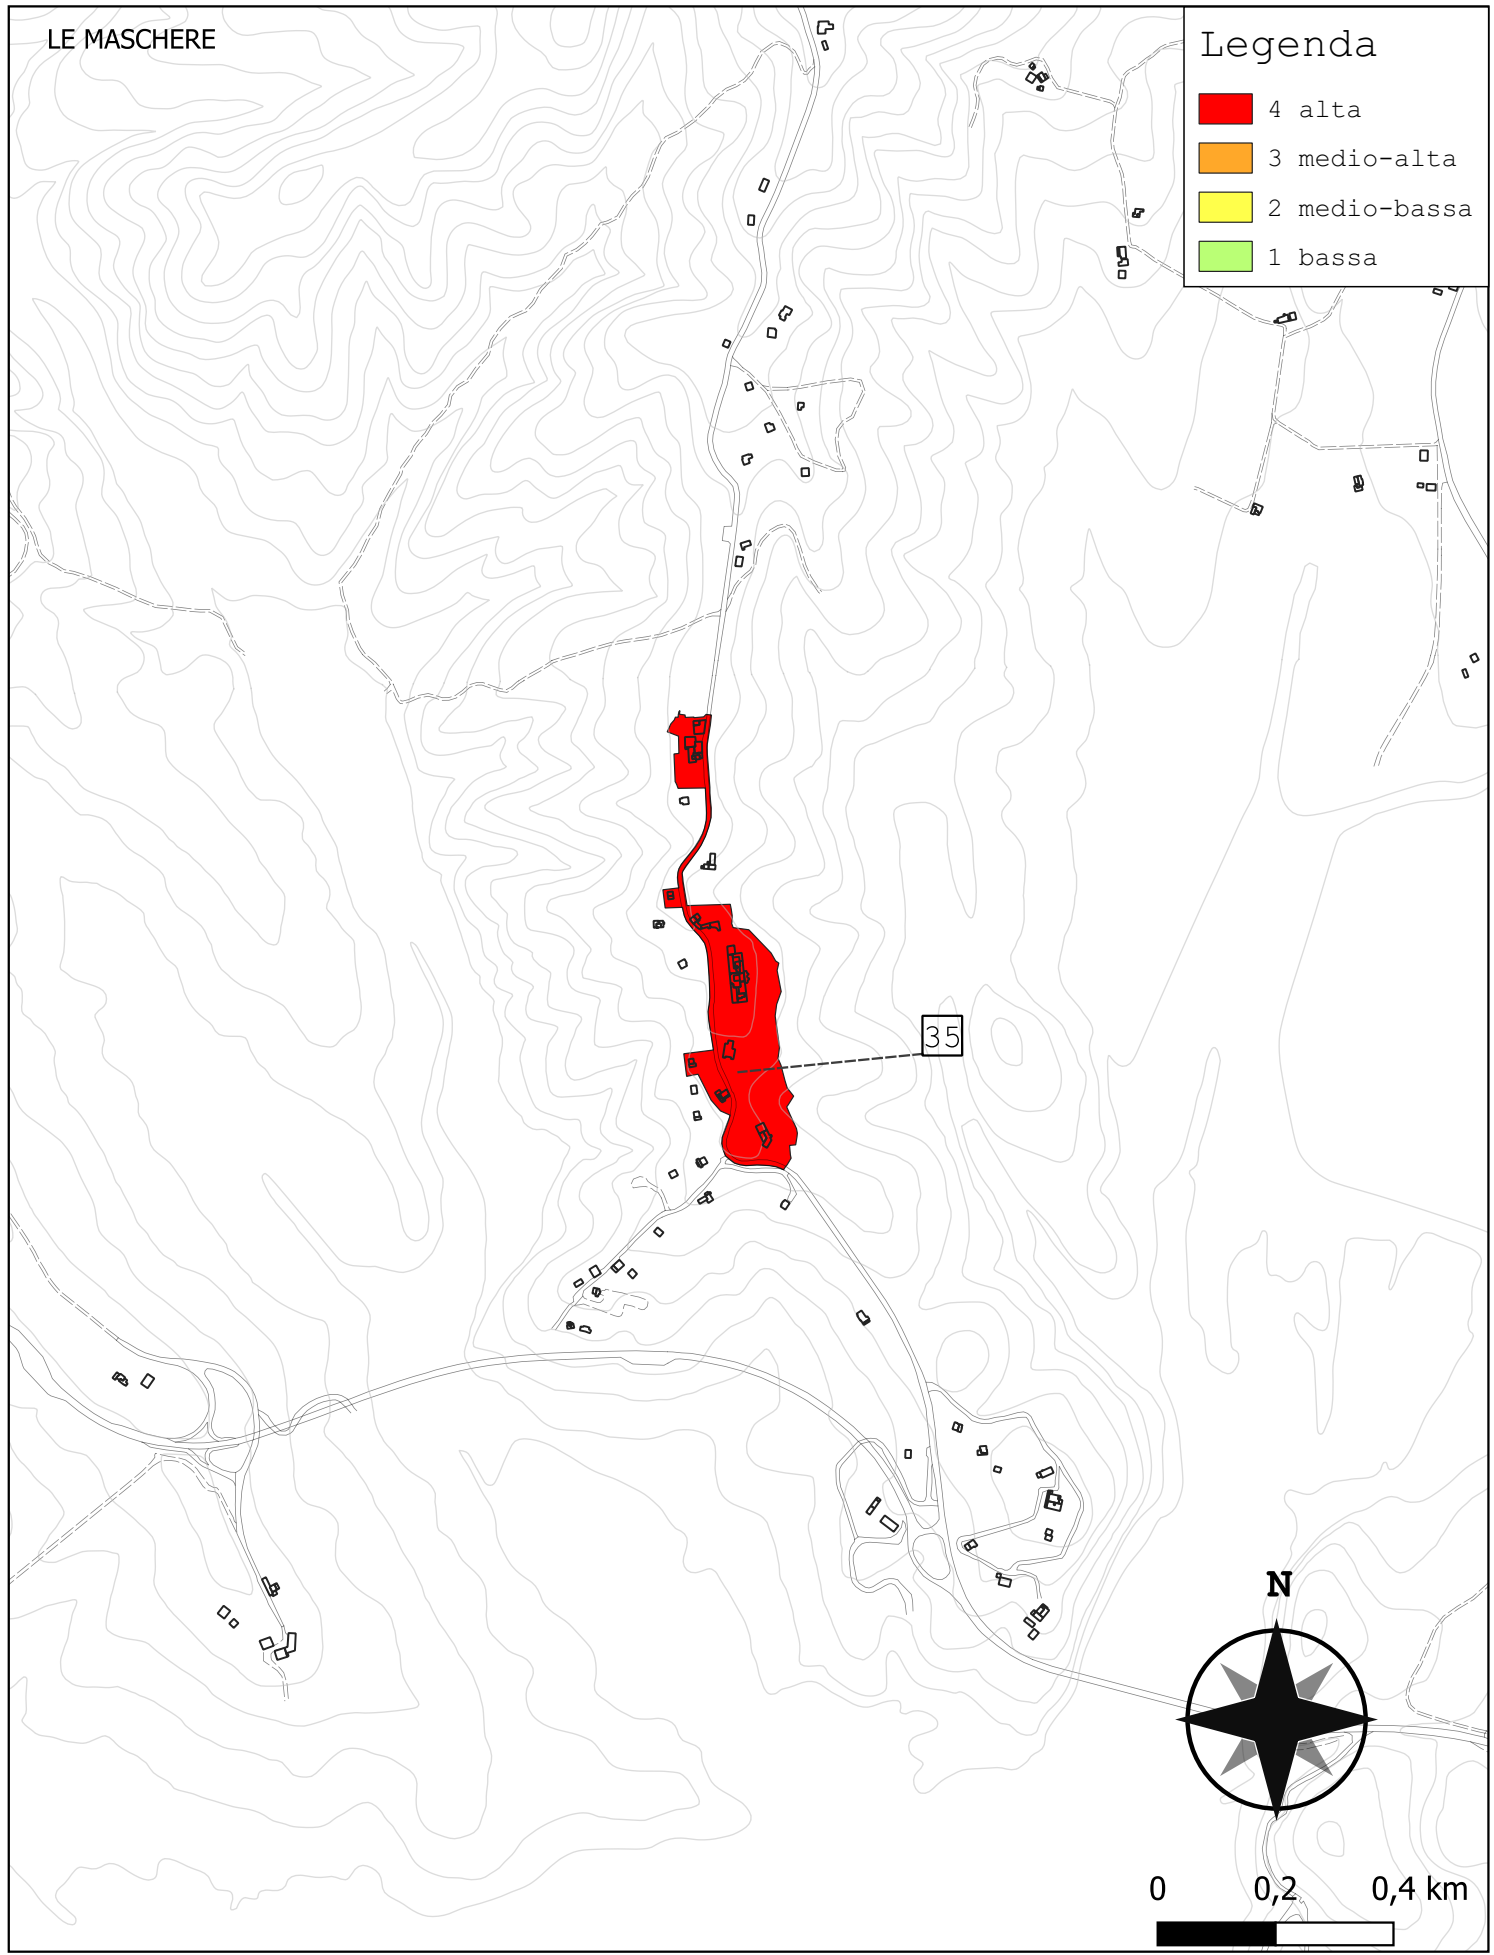 LE MASCHERE
Legenda
4 alta
3 medio-alta
2 medio-bassa
1 bassa
35
N
0 0,2 0,4 km